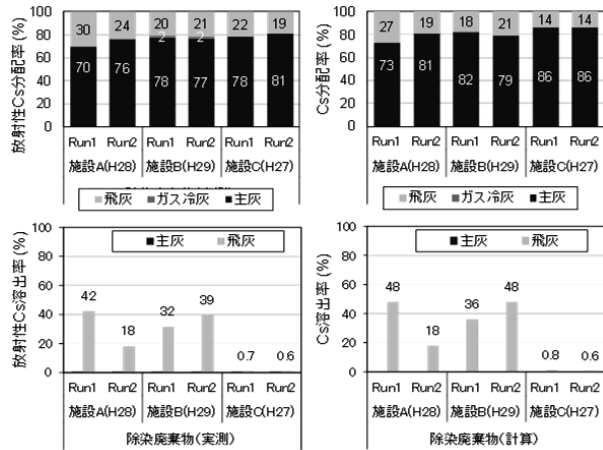 放射性Cs分配率(%)
100
80
60
40
20
0
30 24 20 21 22 19
2 2
70 76 78 77 78 81
Run1 Run2 Run1 Run2 Run1 Run2
施設A(H28) 施設B(H29) 施設C(H27)
飛灰 ガス冷灰 主灰
Cs分配率(%)
100
80
60
40
20
0
27 19 18 21 14 14
73 81 82 79 86 86
Run1 Run2 Run1 Run2 Run1 Run2
施設A(H28) 施設B(H29) 施設C(H27)
飛灰 ガス冷灰 主灰
放射性Cs溶出率(%)
100
80
60
40
20
0
主灰 飛灰
42 18 32 39 0.7 0.6
Run1 Run2 Run1 Run2 Run1 Run2
施設A(H28) 施設B(H29) 施設C(H27)
除染廃棄物(実測)
Cs溶出率(%)
100
80
60
40
20
0
主灰 飛灰
48 18 36 48 0.8 0.6
Run1 Run2 Run1 Run2 Run1 Run2
施設A(H28) 施設B(H29) 施設C(H27)
除染廃棄物(計算)